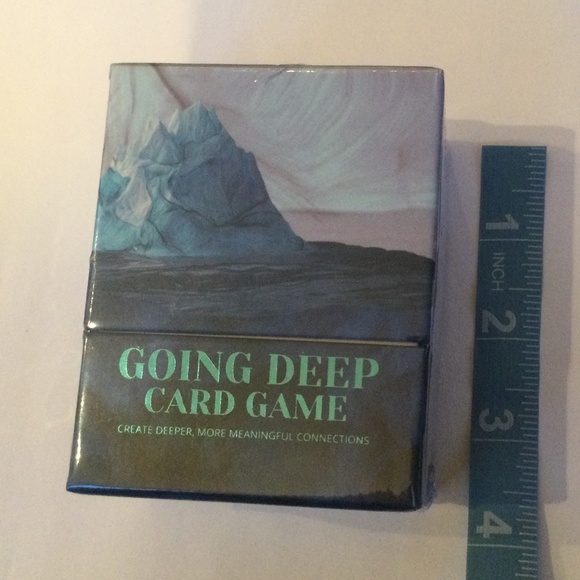 GOING DEEP
CARD GAME
CREATE DEEPER, MORE MEANINGFUL CONNECTIONS
1
INCH
2
3
4